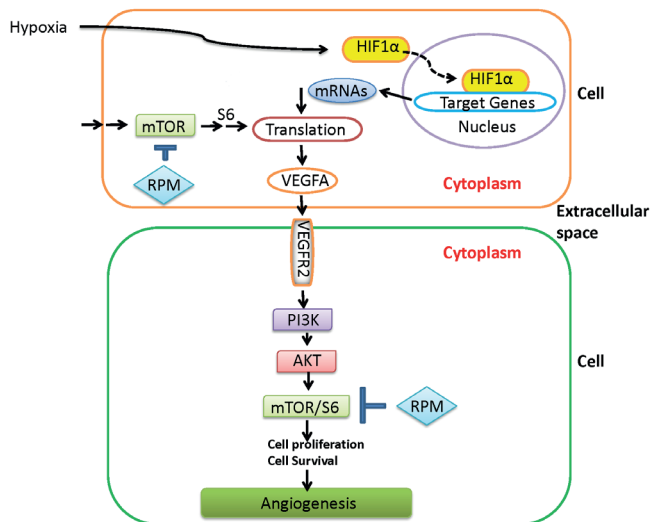 Hypoxia
HIF1α
HIF1α
Target Genes
Nucleus
mRNAs
Cell
mTOR
S6
Translation
RPM
VEGFA
Cytoplasm
Extracellular
space
VEGFR2
Cytoplasm
PI3K
AKT
Cell
mTOR/S6
RPM
Cell proliferation
Cell Survival
Angiogenesis